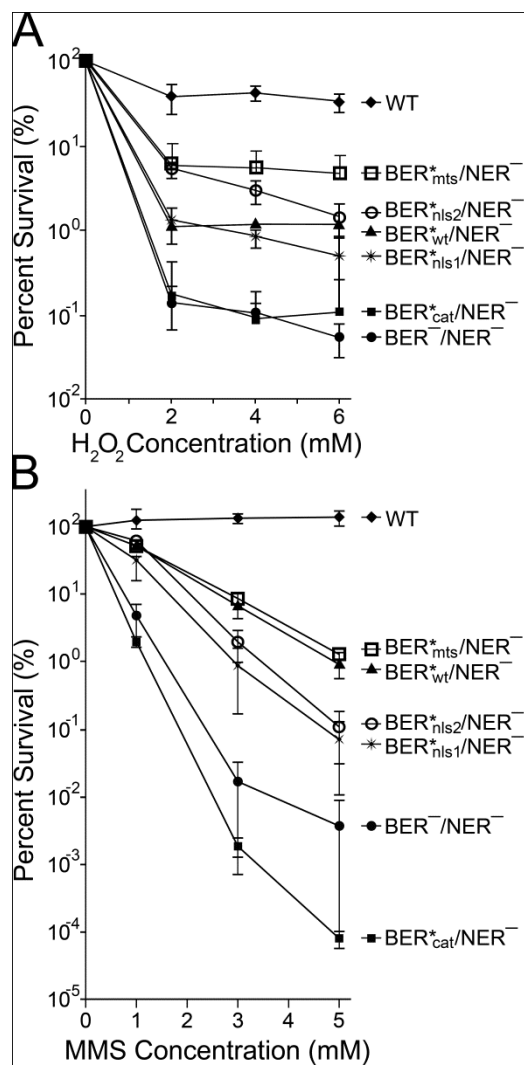 A
Percent Survival (%)
10²
10¹
10⁰
10⁻¹
10⁻²
0
2
4
6
H₂O₂ Concentration (mM)
WT
BER*mts/NER⁻
BER*nls2/NER⁻
BER*wt/NER⁻
BER*nls1/NER⁻
BER*cat/NER⁻
BER⁻/NER⁻
B
Percent Survival (%)
10²
10¹
10⁰
10⁻¹
10⁻²
10⁻³
10⁻⁴
10⁻⁵
0
1
2
3
4
5
MMS Concentration (mM)
WT
BER*mts/NER⁻
BER*wt/NER⁻
BER*nls2/NER⁻
BER*nls1/NER⁻
BER⁻/NER⁻
BER*cat/NER⁻